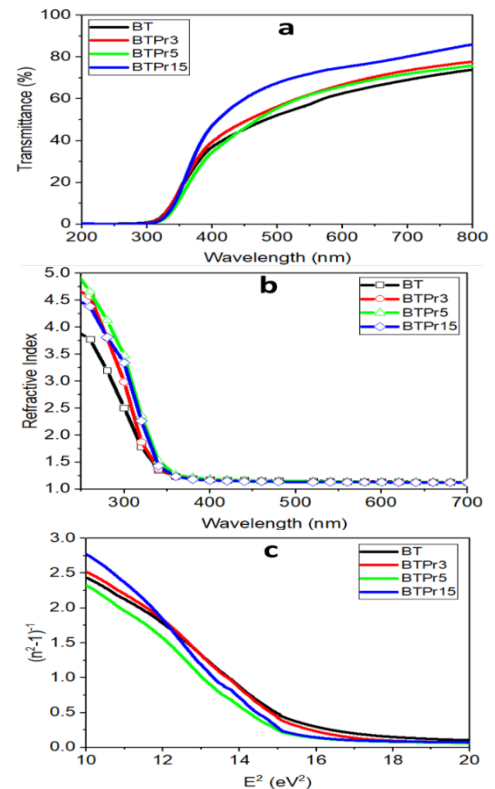 a
BT
BTPr3
BTPr5
BTPr15
Transmittance (%)
100
80
60
40
20
0
200 300 400 500 600 700 800
Wavelength (nm)
b
BT
BTPr3
BTPr5
BTPr15
Refractive Index
5.0
4.5
4.0
3.5
3.0
2.5
2.0
1.5
1.0
300 400 500 600 700
Wavelength (nm)
c
BT
BTPr3
BTPr5
BTPr15
(n²-1)⁻¹
3.0
2.5
2.0
1.5
1.0
0.5
0.0
10 12 14 16 18 20
E² (eV²)